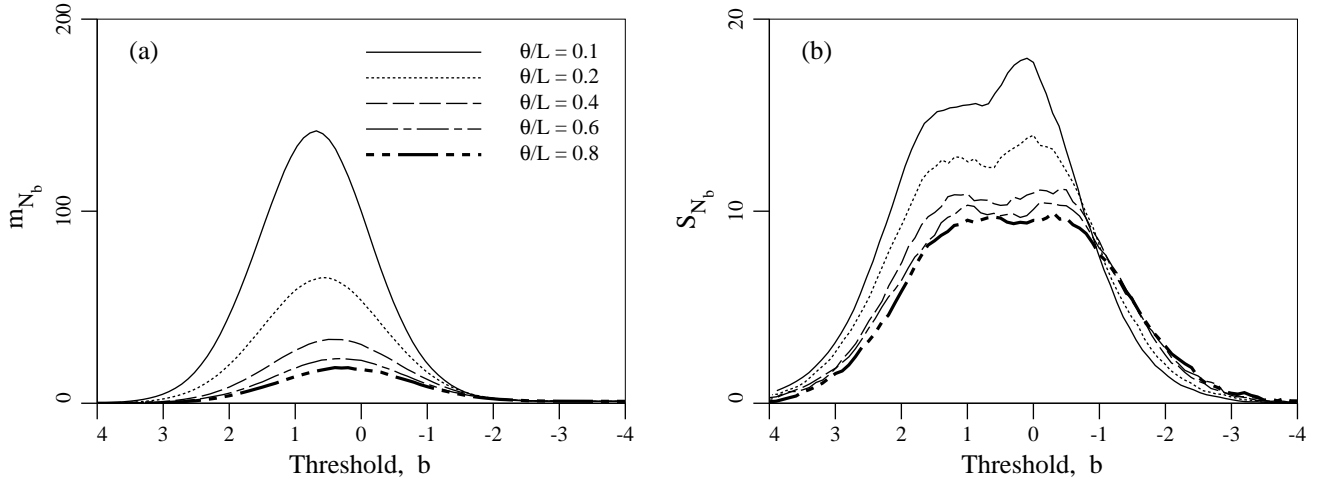 (a)
θ/L = 0.1
θ/L = 0.2
θ/L = 0.4
θ/L = 0.6
θ/L = 0.8
200
100
0
m_{N_b}
4 3 2 1 0 -1 -2 -3 -4
Threshold, b
(b)
20
10
0
S_{N_b}
4 3 2 1 0 -1 -2 -3 -4
Threshold, b